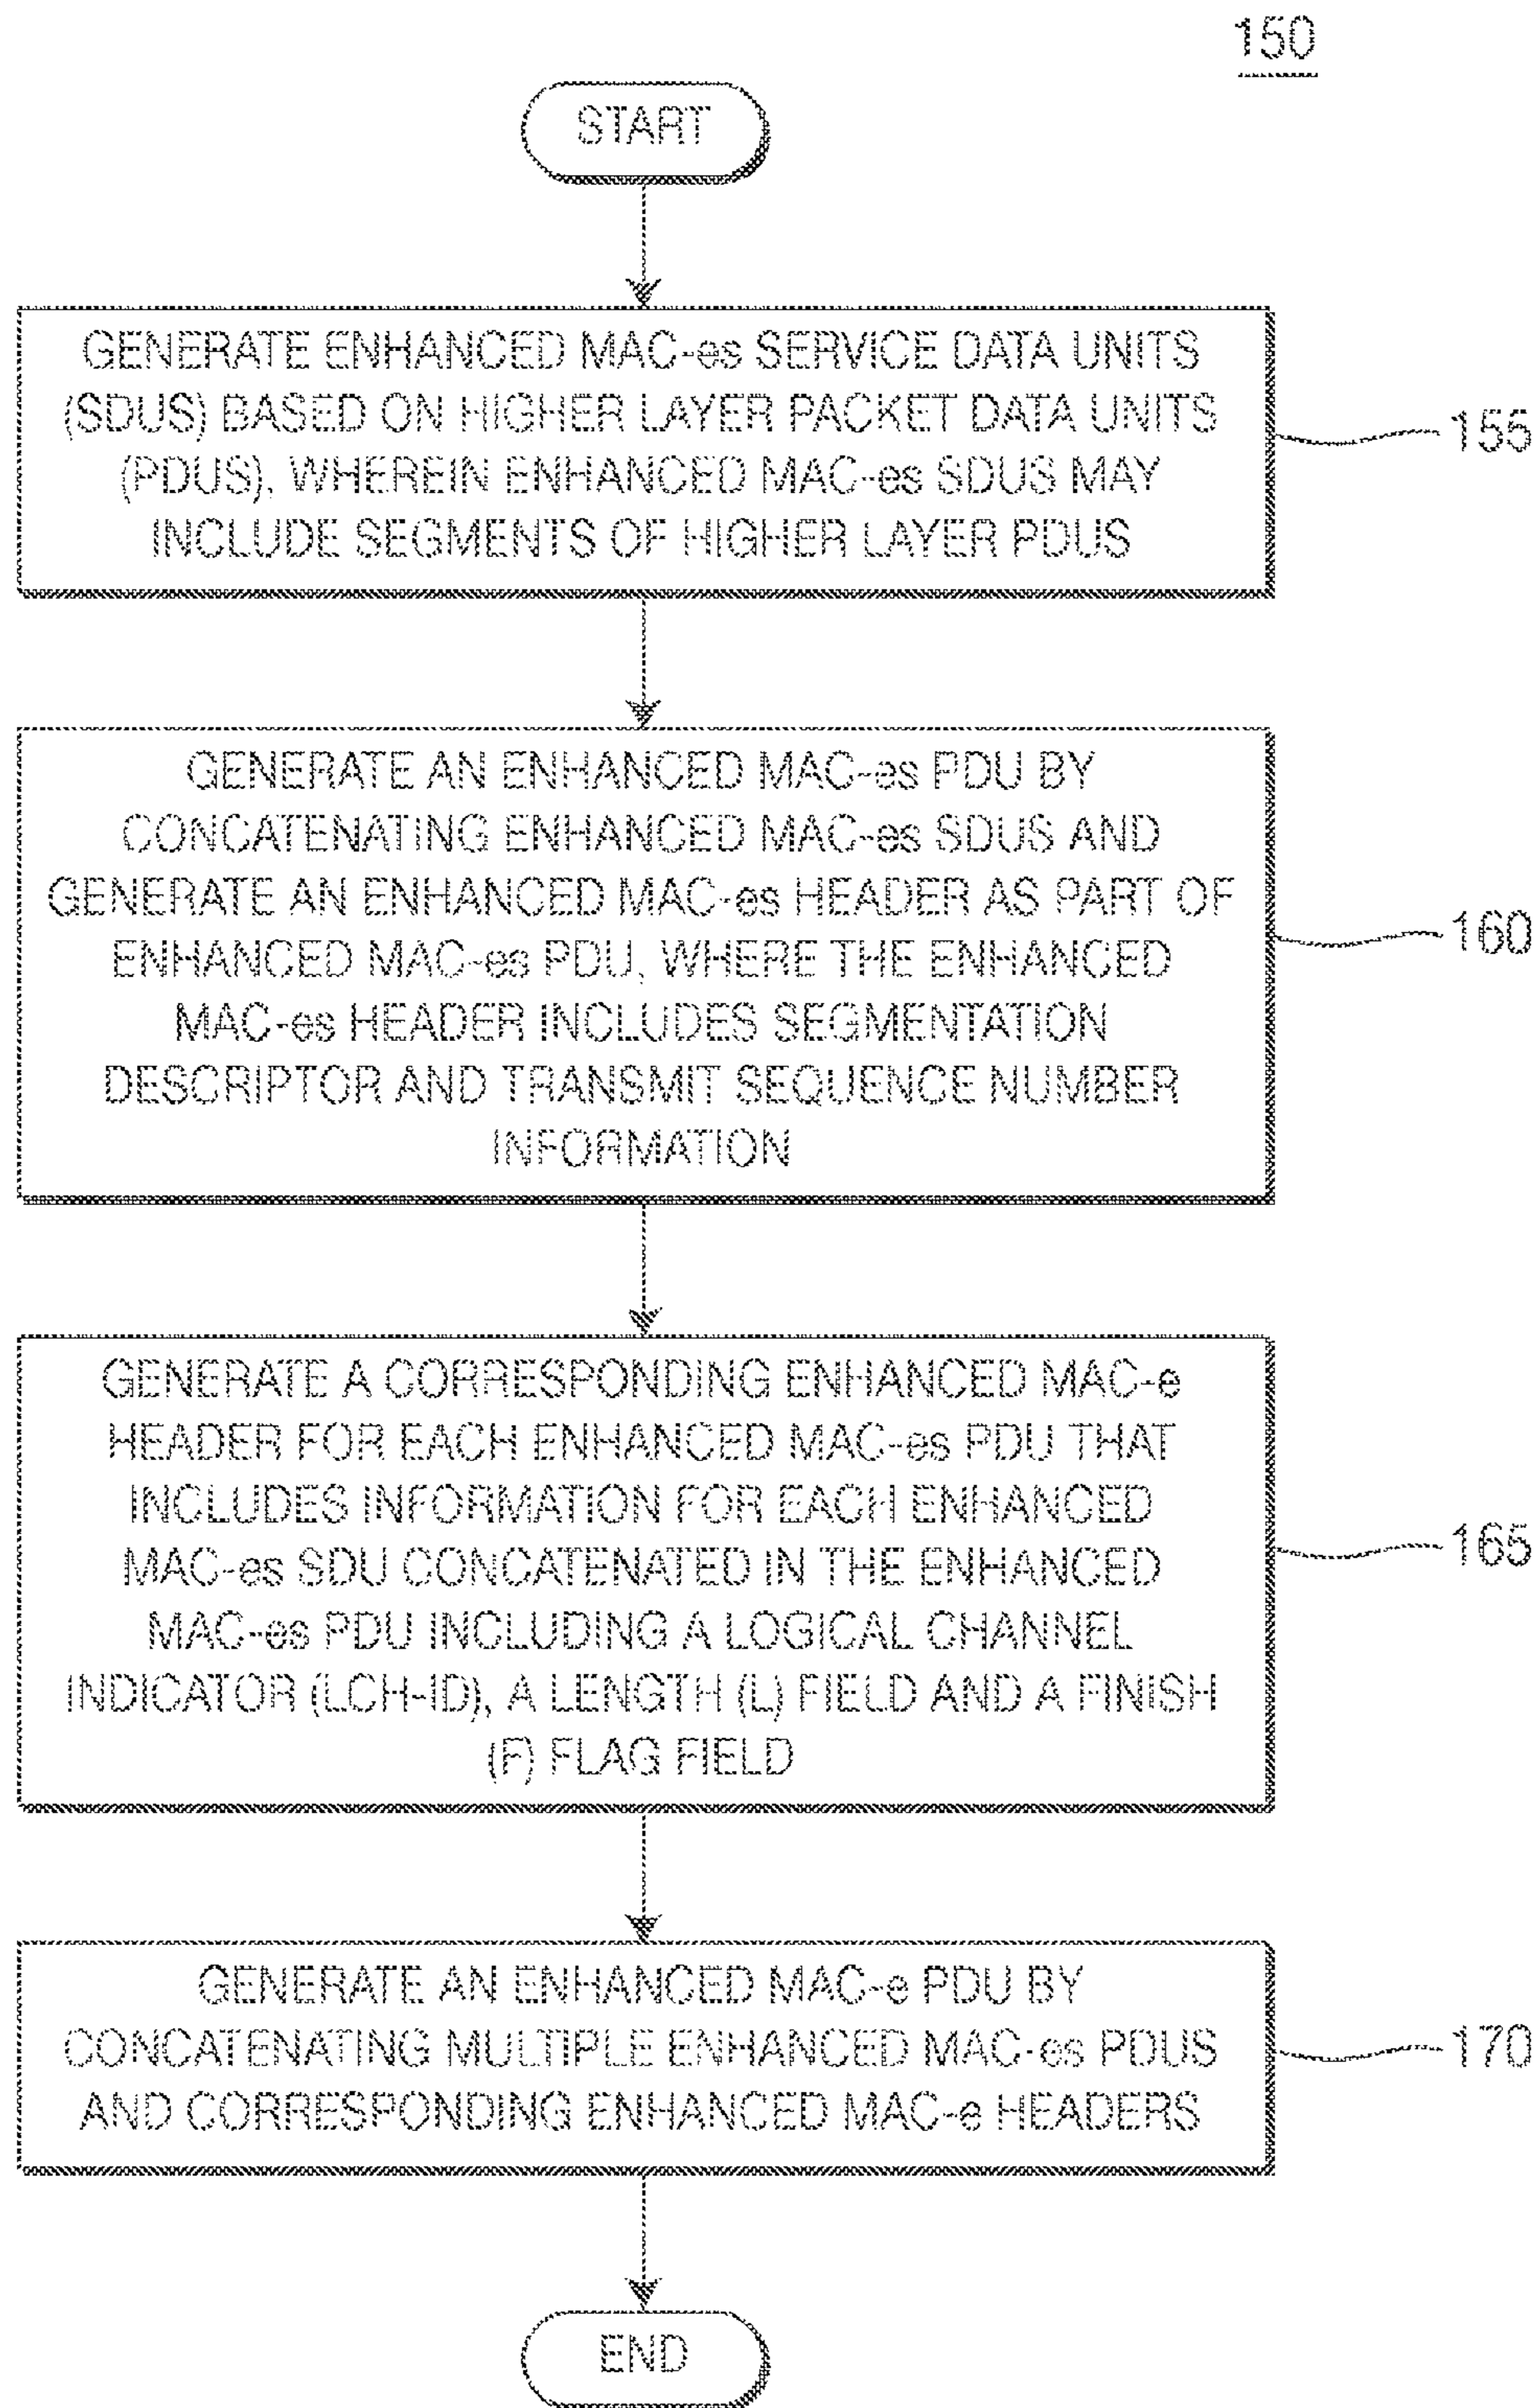 150
START
GENERATE ENHANCED MAC-es SERVICE DATA UNITS
(SDUS) BASED ON HIGHER LAYER PACKET DATA UNITS
(PDUS), WHEREIN ENHANCED MAC-es SDUS MAY
INCLUDE SEGMENTS OF HIGHER LAYER PDUS
155
GENERATE AN ENHANCED MAC-es PDU BY
CONCATENATING ENHANCED MAC-es SDUS AND
GENERATE AN ENHANCED MAC-es HEADER AS PART OF
ENHANCED MAC-es PDU, WHERE THE ENHANCED
MAC-es HEADER INCLUDES SEGMENTATION
DESCRIPTOR AND TRANSMIT SEQUENCE NUMBER
INFORMATION
160
GENERATE A CORRESPONDING ENHANCED MAC-e
HEADER FOR EACH ENHANCED MAC-es PDU THAT
INCLUDES INFORMATION FOR EACH ENHANCED
MAC-es SDU CONCATENATED IN THE ENHANCED
MAC-es PDU INCLUDING A LOGICAL CHANNEL
INDICATOR (LCH-ID), A LENGTH (L) FIELD AND A FINISH
(F) FLAG FIELD
165
GENERATE AN ENHANCED MAC-e PDU BY
CONCATENATING MULTIPLE ENHANCED MAC-es PDUS
AND CORRESPONDING ENHANCED MAC-e HEADERS
170
END